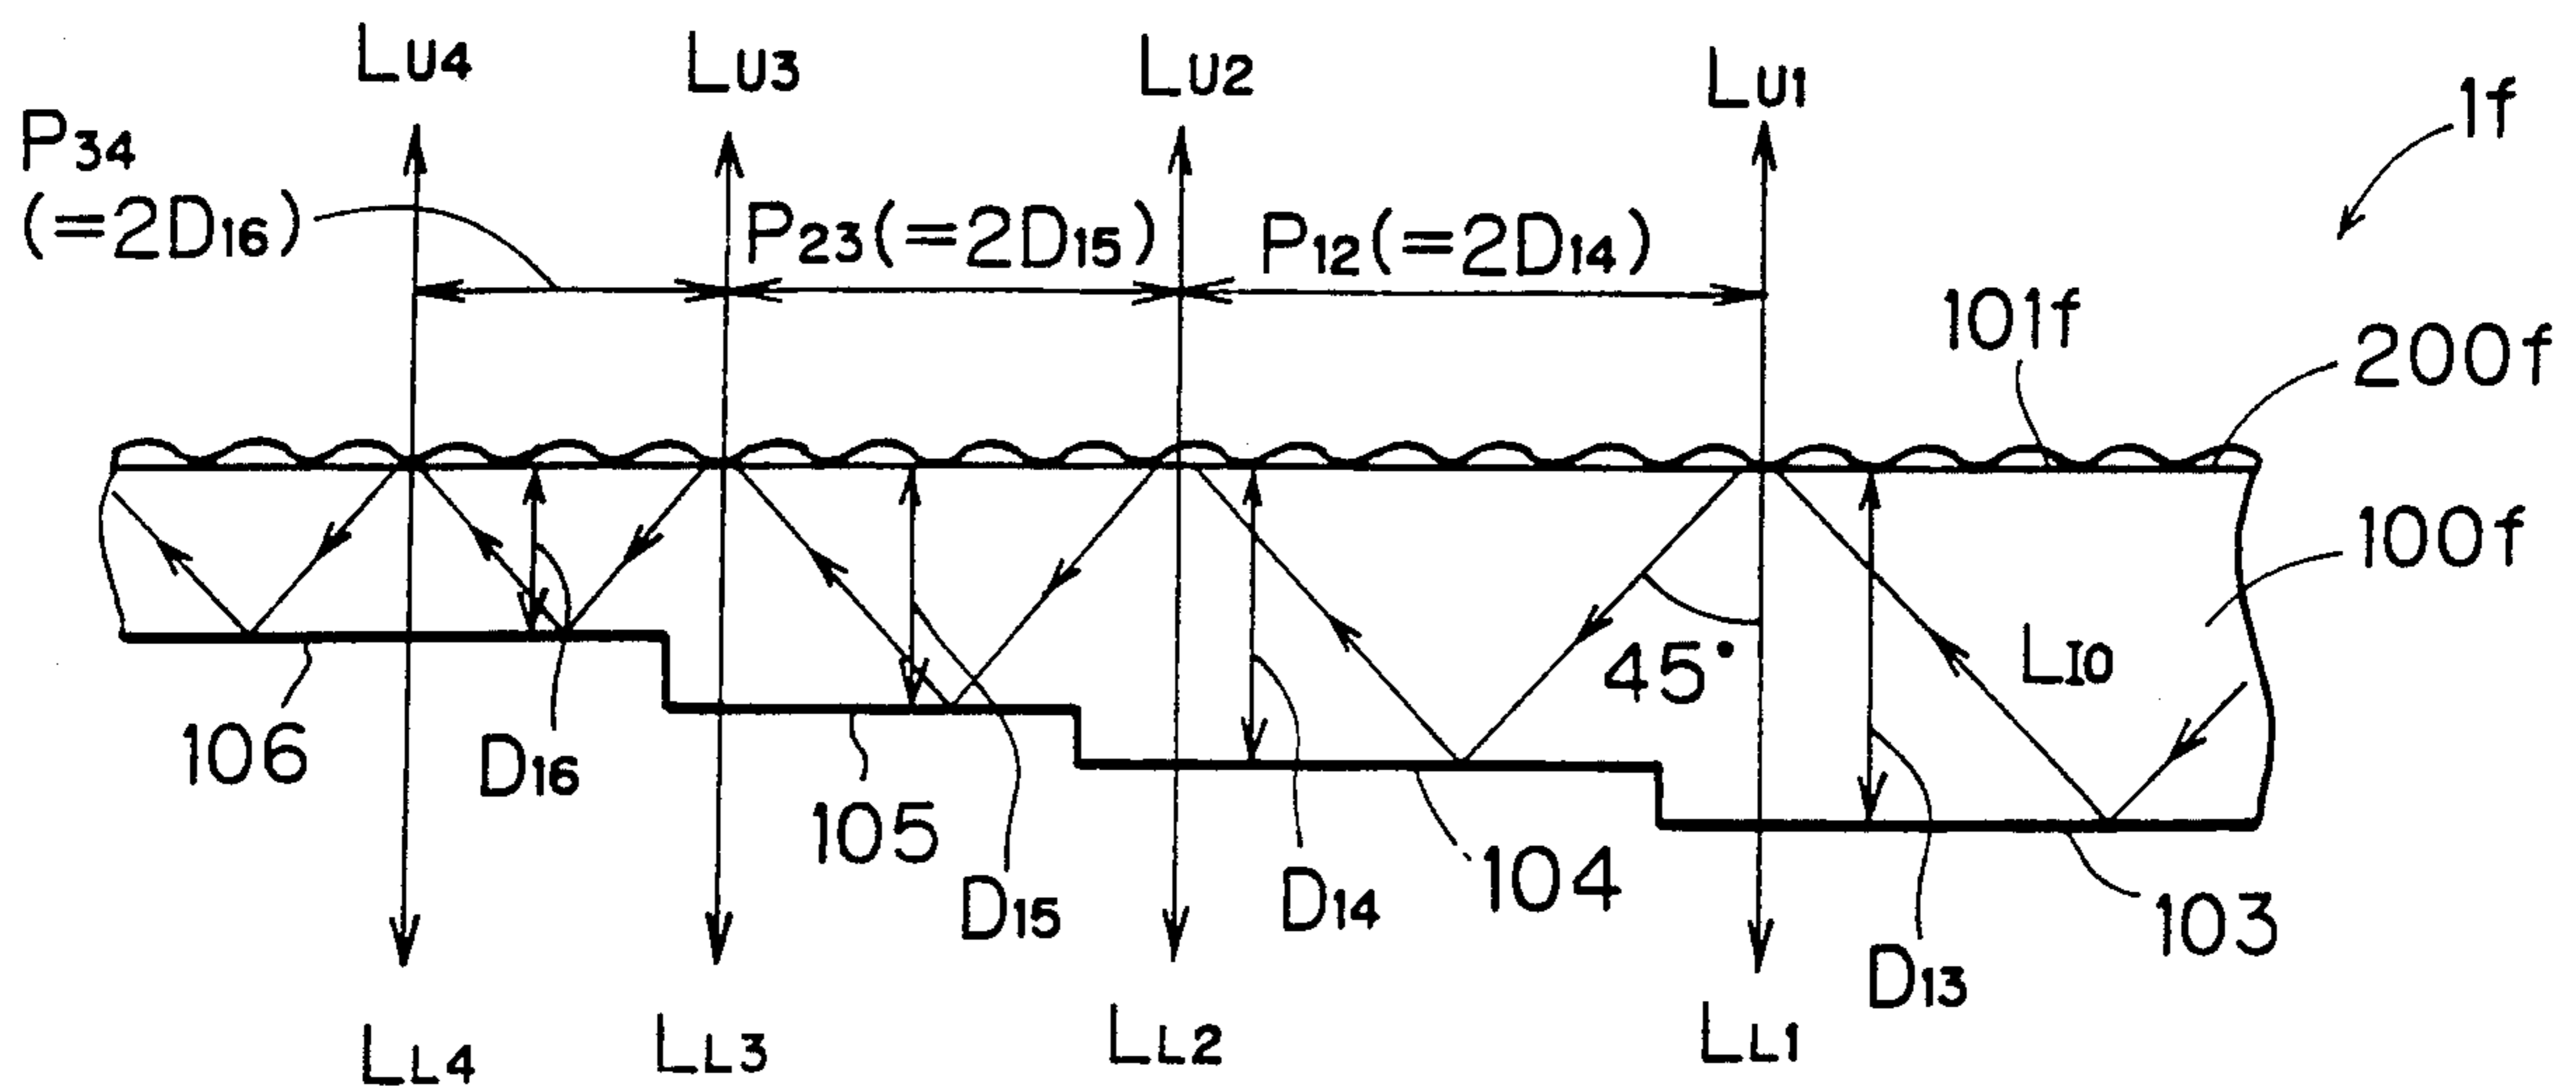 LU4
LU3
LU2
LU1
1f
P34
(=2D16)
P23(=2D15)
P12(=2D14)
101f
200f
100f
45°
LI0
106
D16
105
D15
D14
104
D13
103
LL4
LL3
LL2
LL1